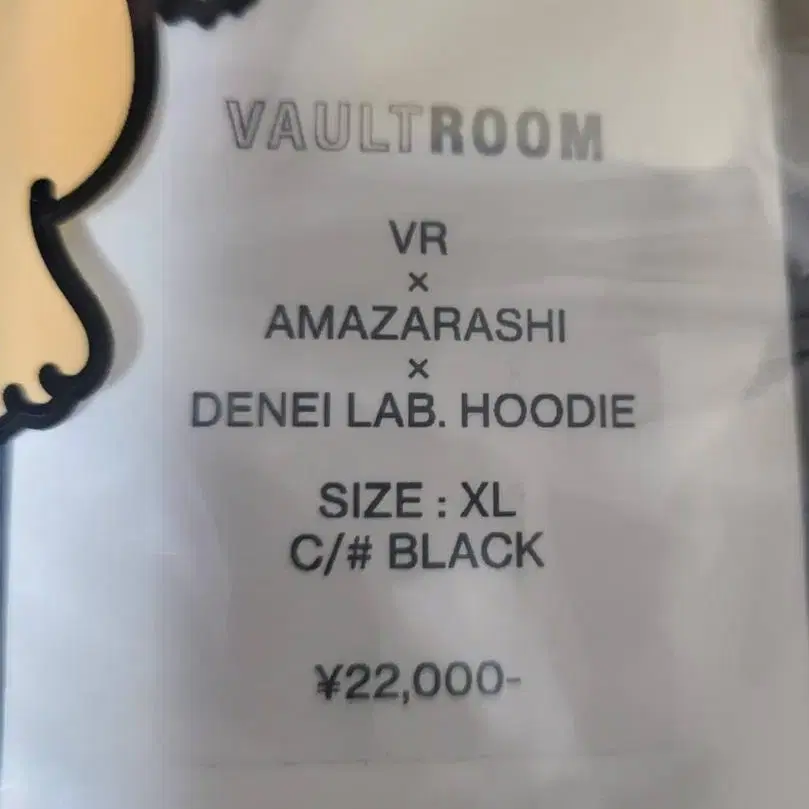 VAULTROOM
VR
×
AMAZARASHI
×
DENEI LAB. HOODIE
SIZE : XL
C/# BLACK
¥22,000-